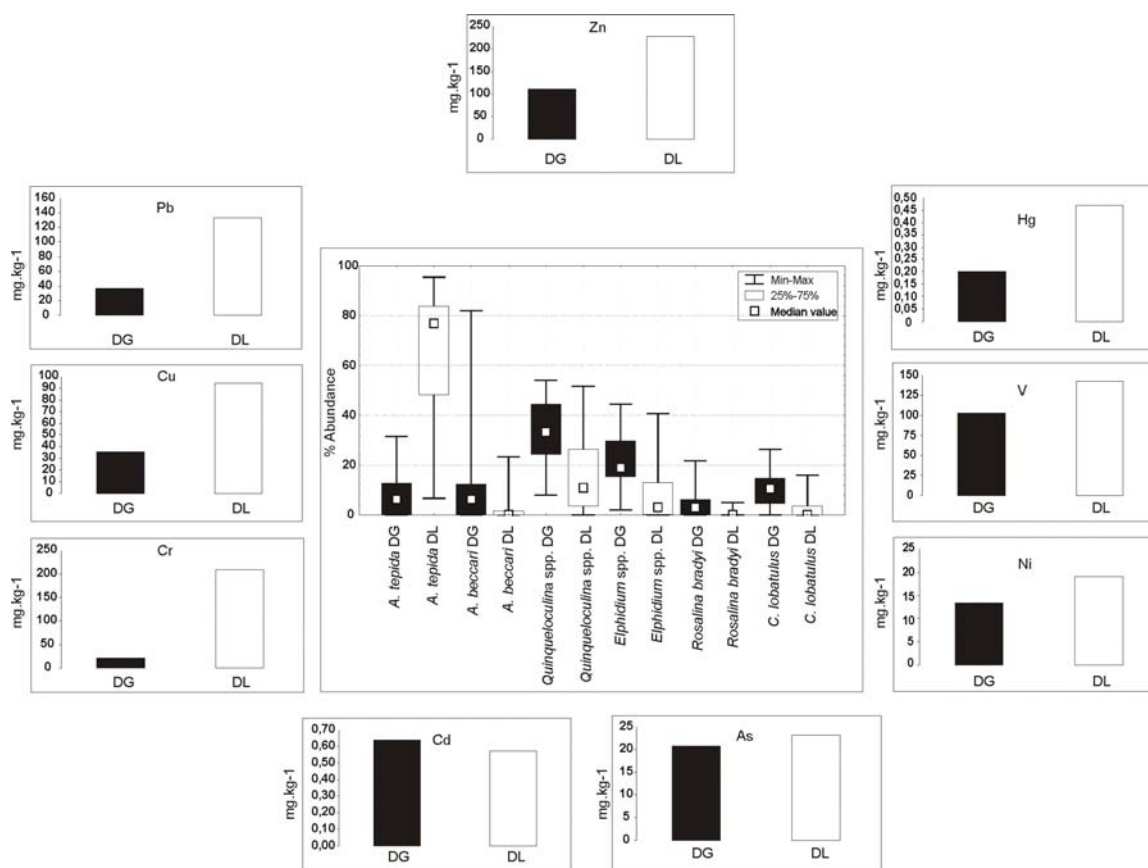 Zn
mg.kg-1
250
200
150
100
50
0
DG DL
Pb
mg.kg-1
160
140
120
100
80
60
40
20
0
DG DL
Cu
mg.kg-1
100
90
80
70
60
50
40
30
20
10
0
DG DL
Cr
mg.kg-1
250
200
150
100
50
0
DG DL
% Abundance
100
80
60
40
20
0
Min-Max
25%-75%
Median value
A. tepida DG
A. tepida DL
A. beccari DG
A. beccari DL
Quinqueloculina spp. DG
Quinqueloculina spp. DL
Elphidium spp. DG
Elphidium spp. DL
Rosalina bradyi DG
Rosalina bradyi DL
C. lobatulus DG
C. lobatulus DL
Hg
mg.kg-1
0,50
0,45
0,40
0,35
0,30
0,25
0,20
0,15
0,10
0,05
0
DG DL
V
mg.kg-1
150
125
100
75
50
25
0
DG DL
Ni
mg.kg-1
25
20
15
25
5
0
DG DL
Cd
mg.kg-1
0,70
0,60
0,50
0,40
0,30
0,20
0,10
0,00
DG DL
As
mg.kg-1
25
20
15
10
5
0
DG DL